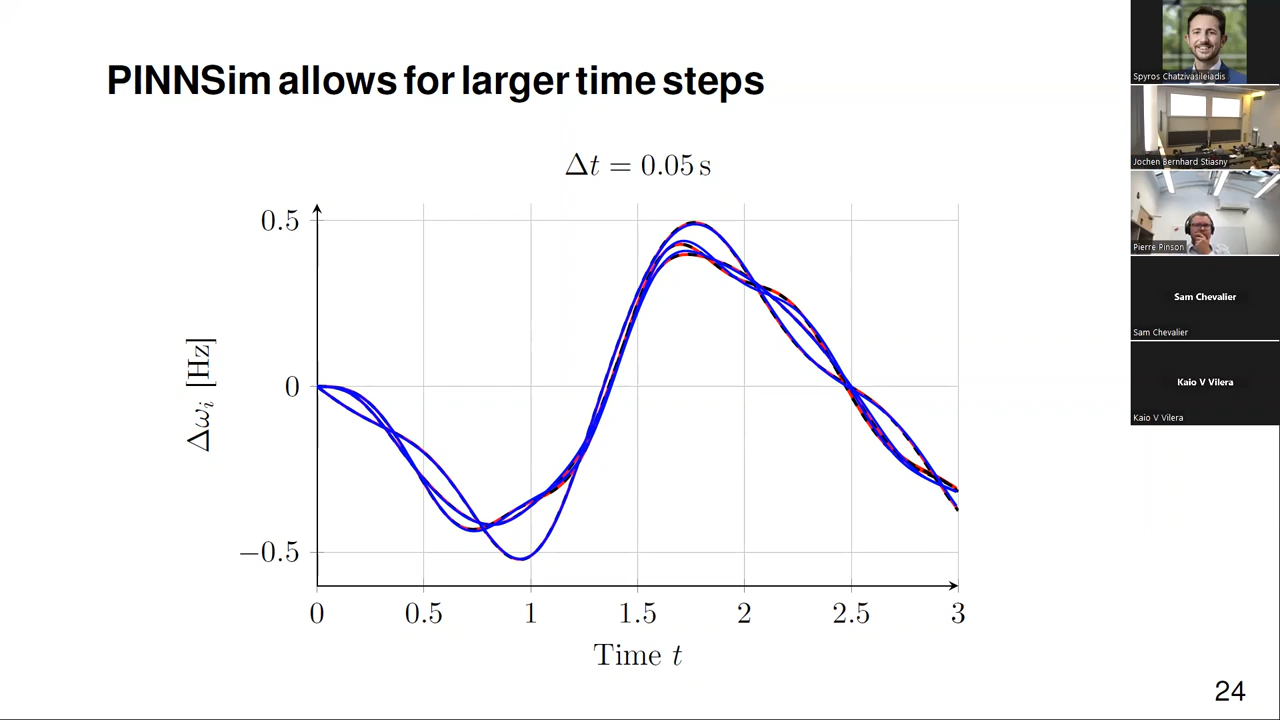 PINNSim allows for larger time steps
Δt = 0.05 s
Δω_i [Hz]
0.5
0
−0.5
0
0.5
1
1.5
2
2.5
3
Time t
24
Spyros Chatzivasileiadis
Jochen Bernhard Stiasny
Pierre Pinson
Sam Chevalier
Sam Chevalier
Kaio V Vilera
Kaio V Vilera